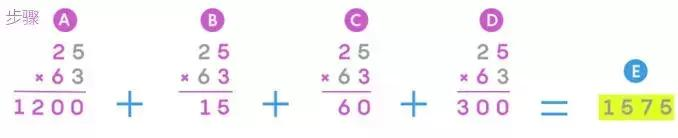 步骤 A B C D
25 25 25 25 E
×63 ×63 ×63 ×63
1200 + 15 + 60 + 300 = 1575